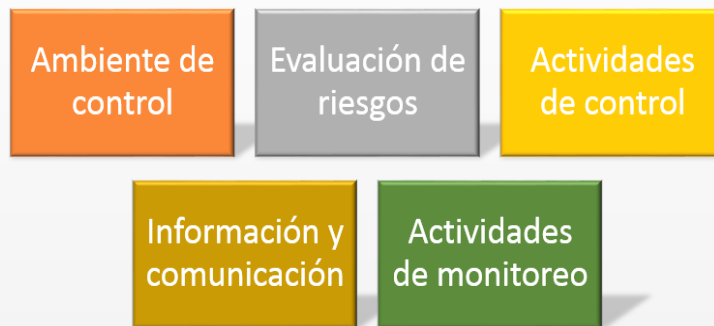 Ambiente de
control
Evaluación de
riesgos
Actividades
de control
Información y
comunicación
Actividades
de monitoreo